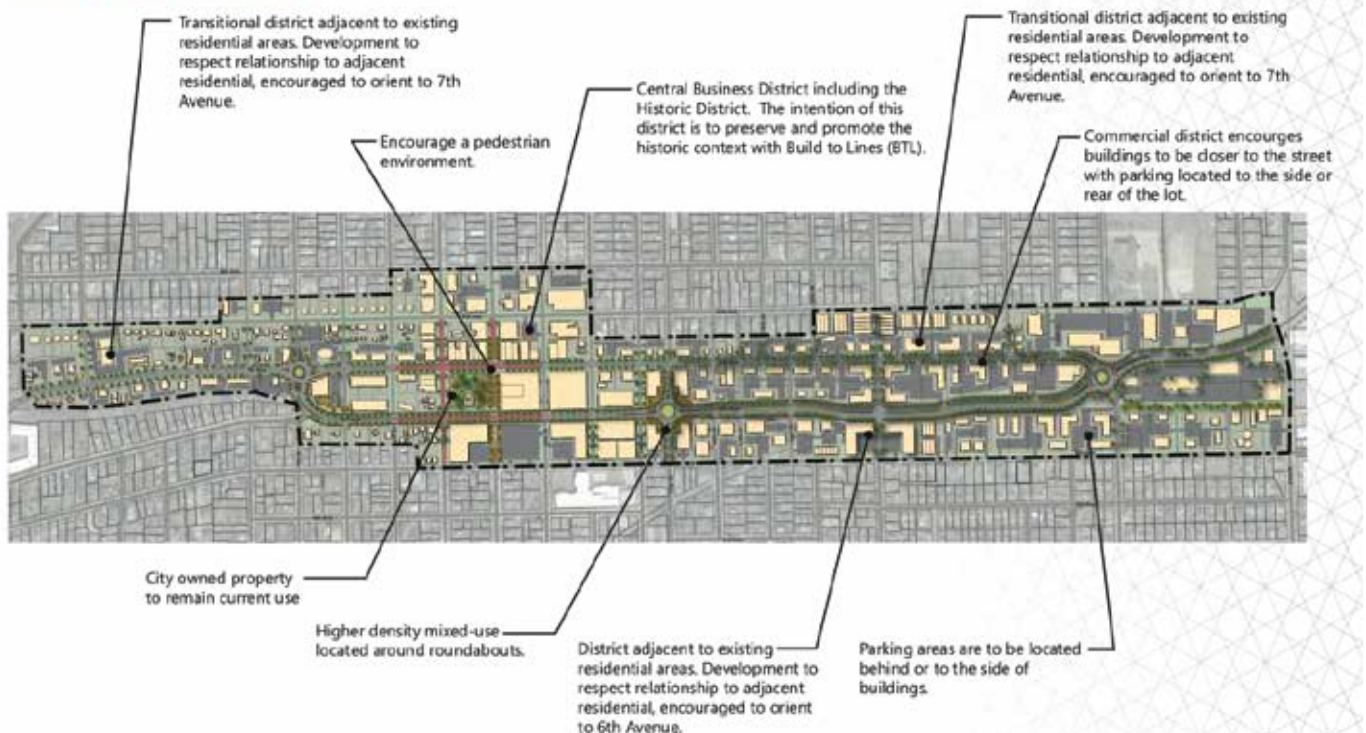 Transitional district adjacent to existing
residential areas. Development to
respect relationship to adjacent
residential, encouraged to orient to 7th
Avenue.
Encourage a pedestrian
environment.
Central Business District including the
Historic District. The intention of this
district is to preserve and promote the
historic context with Build to Lines (BTL).
Transitional district adjacent to existing
residential areas. Development to
respect relationship to adjacent
residential, encouraged to orient to 7th
Avenue.
Commercial district encourges
buildings to be closer to the street
with parking located to the side or
rear of the lot.
City owned property
to remain current use
Higher density mixed-use
located around roundabouts.
District adjacent to existing
residential areas. Development to
respect relationship to adjacent
residential, encouraged to orient
to 6th Avenue.
Parking areas are to be located
behind or to the side of
buildings.